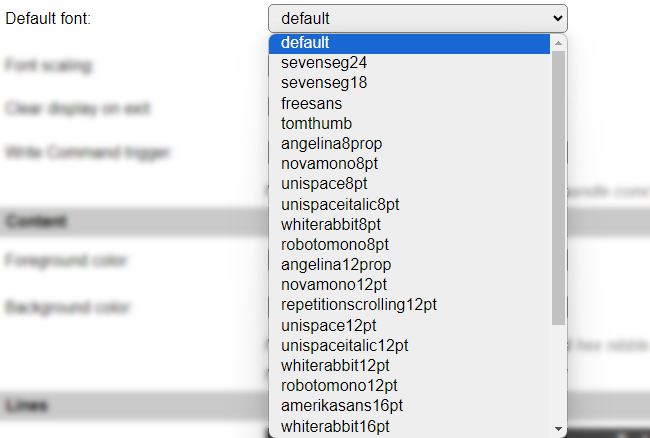 Default font: default
default
sevenseg24
Font scaling:
sevenseg18
freesans
Clear display on exit:
tomthumb
angelina8prop
Write Command trigger:
novamono8pt
unispace8pt
unispaceitalic8pt
Content
whiterabbit8pt
robotomono8pt
Foreground color:
angelina12prop
novamono12pt
repetitionscrolling12pt
Background color:
unispace12pt
unispaceitalic12pt
whiterabbit12pt
robotomono12pt
Lines
amerikasans16pt
whiterabbit16pt